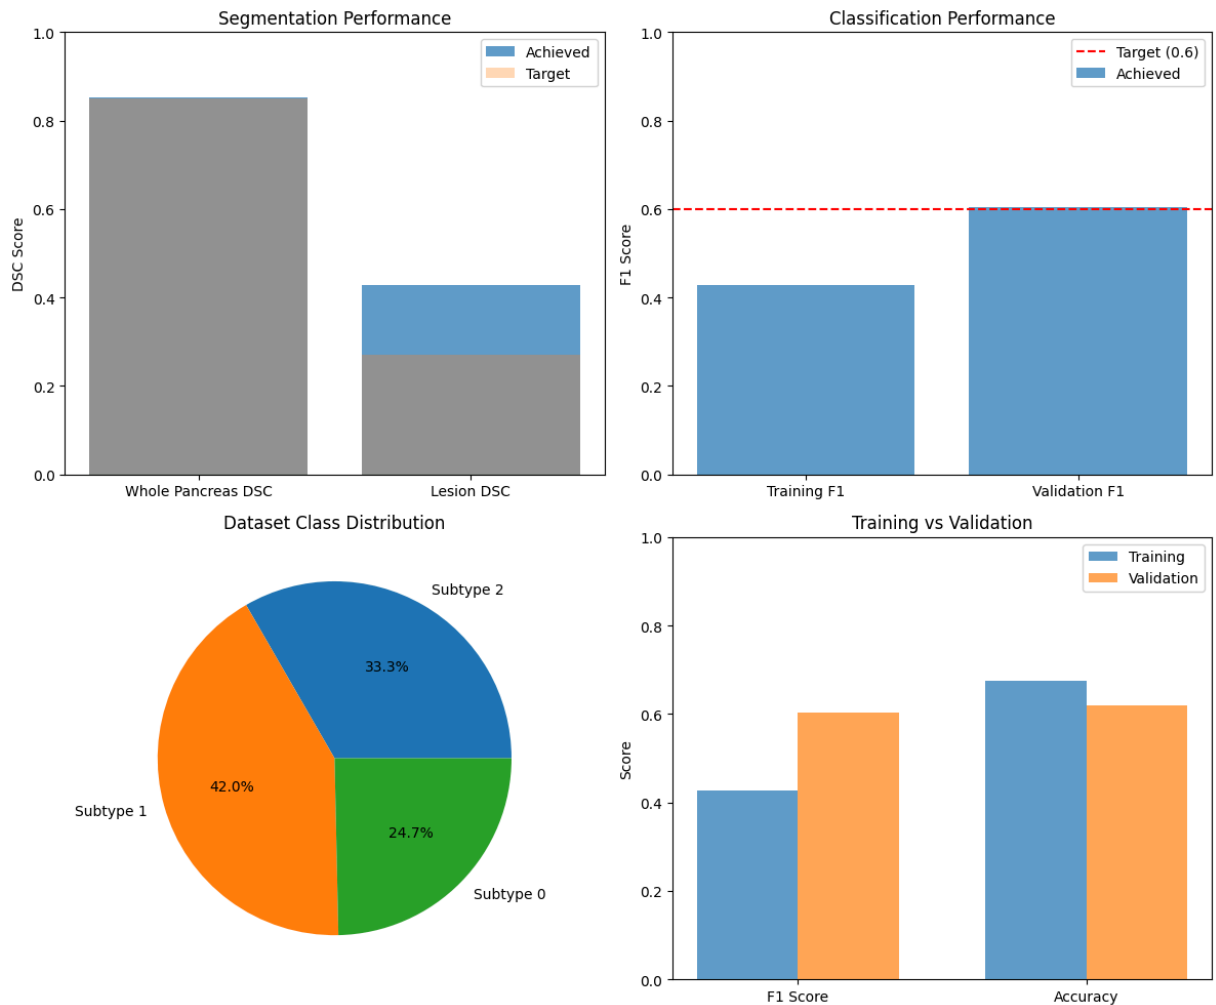 Segmentation Performance
1.0
0.8
0.6
0.4
0.2
0.0
DSC Score
Achieved
Target
Whole Pancreas DSC
Lesion DSC
Classification Performance
1.0
0.8
0.6
0.4
0.2
0.0
F1 Score
Target (0.6)
Achieved
Training F1
Validation F1
Dataset Class Distribution
Subtype 2
33.3%
42.0%
Subtype 1
24.7%
Subtype 0
Training vs Validation
1.0
0.8
0.6
0.4
0.2
0.0
Score
Training
Validation
F1 Score
Accuracy